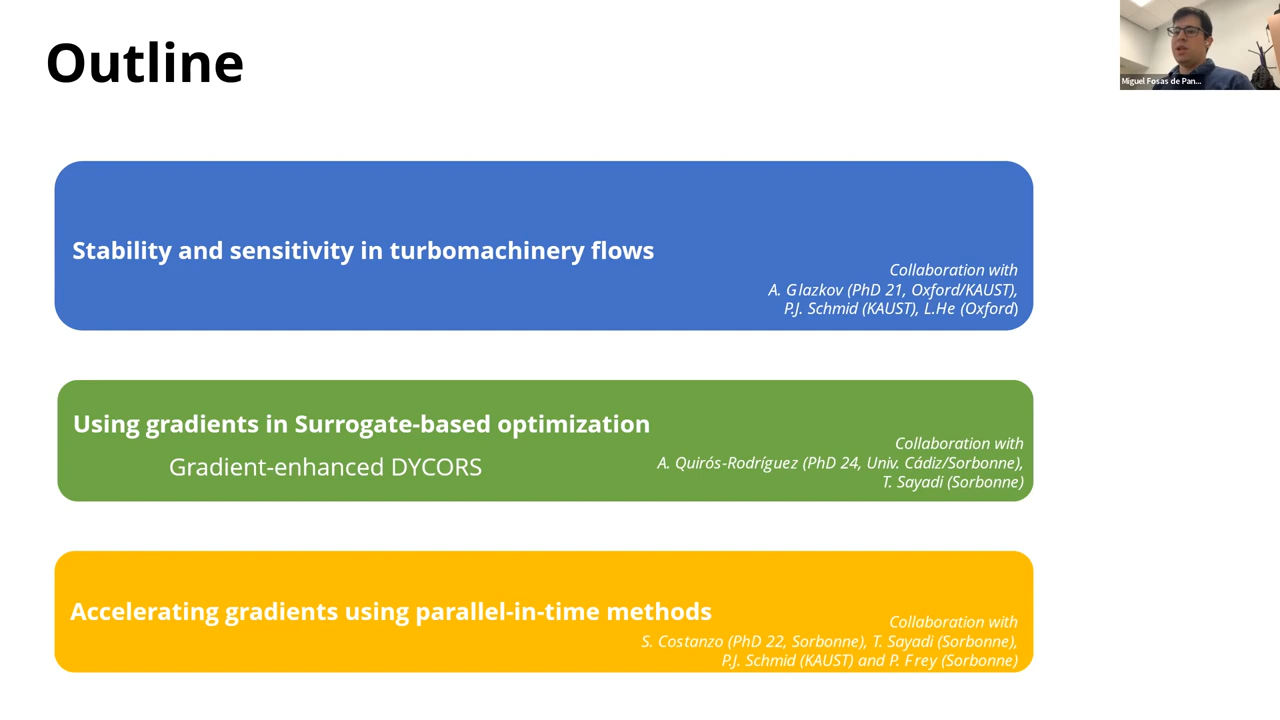 Outline
Miguel Fosas de Pan...
Stability and sensitivity in turbomachinery flows
Collaboration with
A. Glazkov (PhD 21, Oxford/KAUST),
P.J. Schmid (KAUST), L.He (Oxford)
Using gradients in Surrogate-based optimization
Gradient-enhanced DYCORS
Collaboration with
A. Quirós-Rodríguez (PhD 24, Univ. Cádiz/Sorbonne),
T. Sayadi (Sorbonne)
Accelerating gradients using parallel-in-time methods
Collaboration with
S. Costanzo (PhD 22, Sorbonne), T. Sayadi (Sorbonne),
P.J. Schmid (KAUST) and P. Frey (Sorbonne)